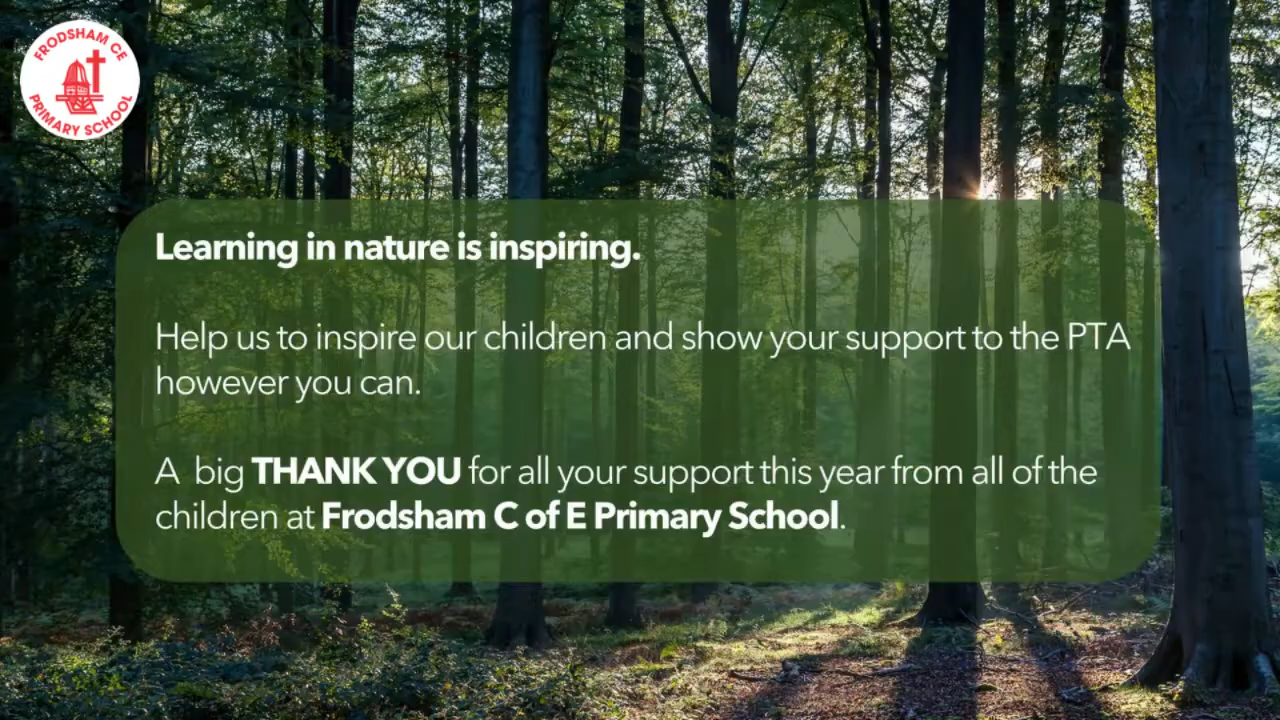 FRODSHAM CE
PRIMARY SCHOOL
Learning in nature is inspiring.
Help us to inspire our children and show your support to the PTA
however you can.
A big THANK YOU for all your support this year from all of the
children at Frodsham C of E Primary School.